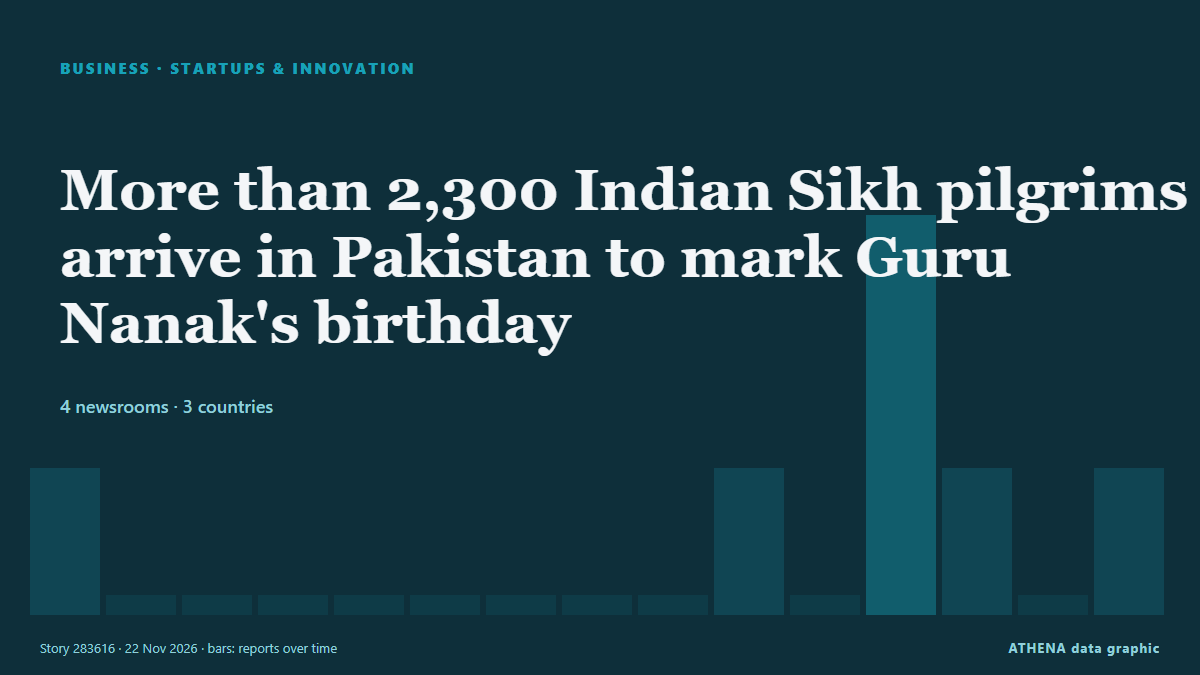 BUSINESS · STARTUPS & INNOVATION
More than 2,300 Indian Sikh pilgrims
arrive in Pakistan to mark Guru
Nanak's birthday
4 newsrooms · 3 countries
Story 283616 · 22 Nov 2026 · bars: reports over time
ATHENA data graphic